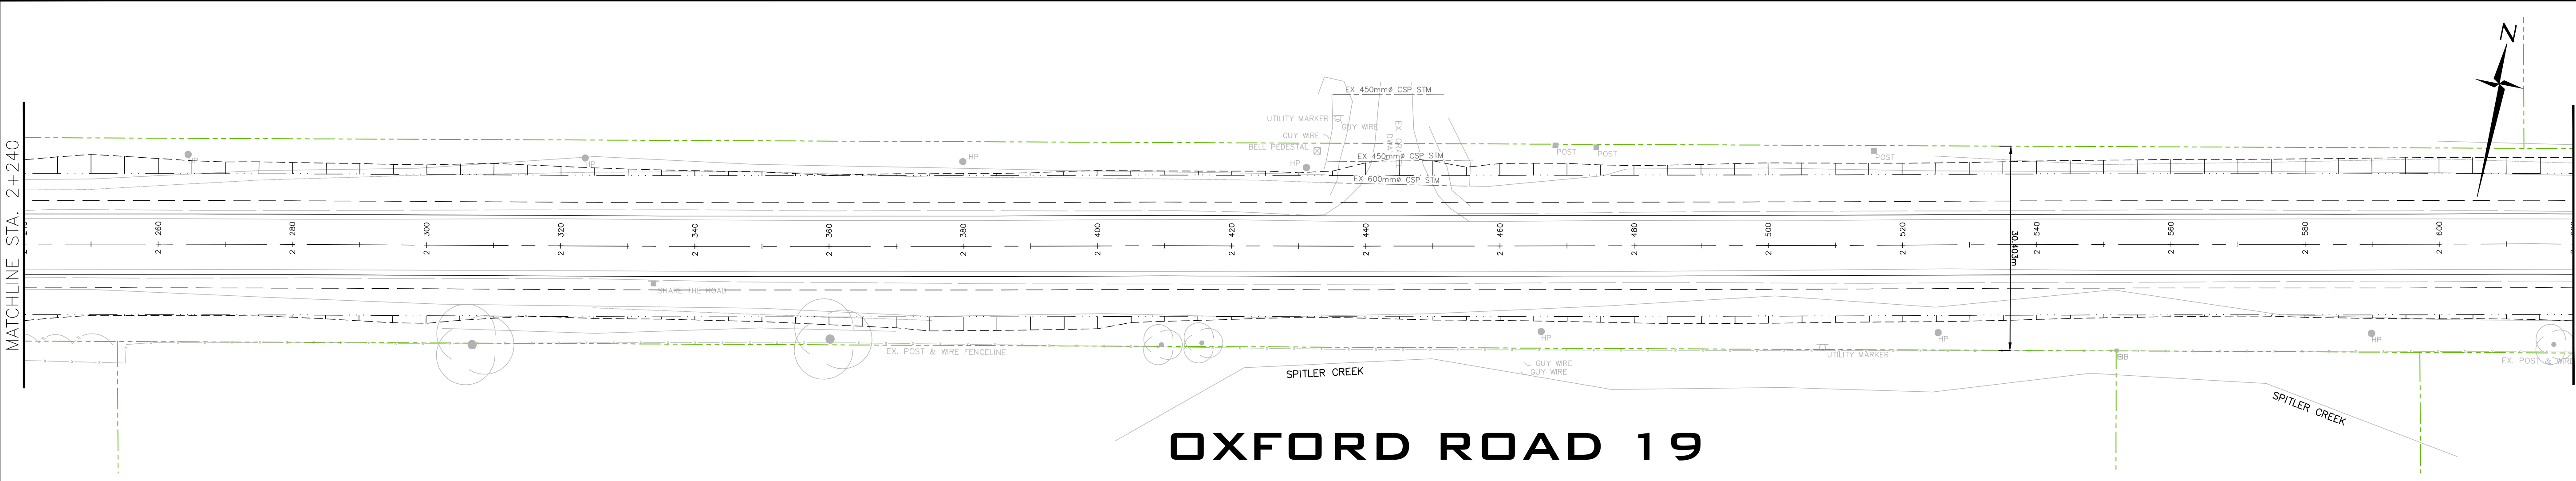 MATCHLINE STA. 2+240
N
EX 450mmø CSP STM
UTILITY MARKER
GUY WIRE
GUY WIRE
BELL PEDESTAL
HP
HP
HP
HP
EX 450mmø CSP STM
EX 600mmø CSP STM
POST
POST
POST
2 260
2 280
2 300
2 320
2 340
2 360
2 380
2 400
2 420
2 440
2 460
2 480
2 500
2 520
2 540
2 560
2 580
2 600
30.403m
SHARE THE ROAD
EX. POST & WIRE FENCELINE
HP
HP
HP
UTILITY MARKER
GUY WIRE
GUY WIRE
EX. POST & WIRE
SPITLER CREEK
SPITLER CREEK
OXFORD ROAD 19